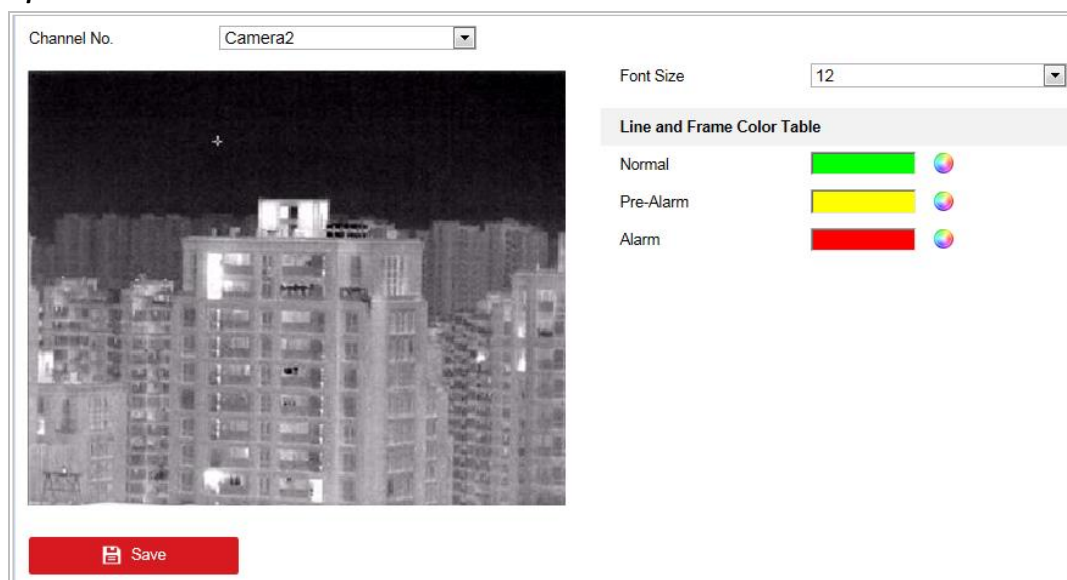 Channel No.
Camera2
Font Size
12
Line and Frame Color Table
Normal
Pre-Alarm
Alarm
Save